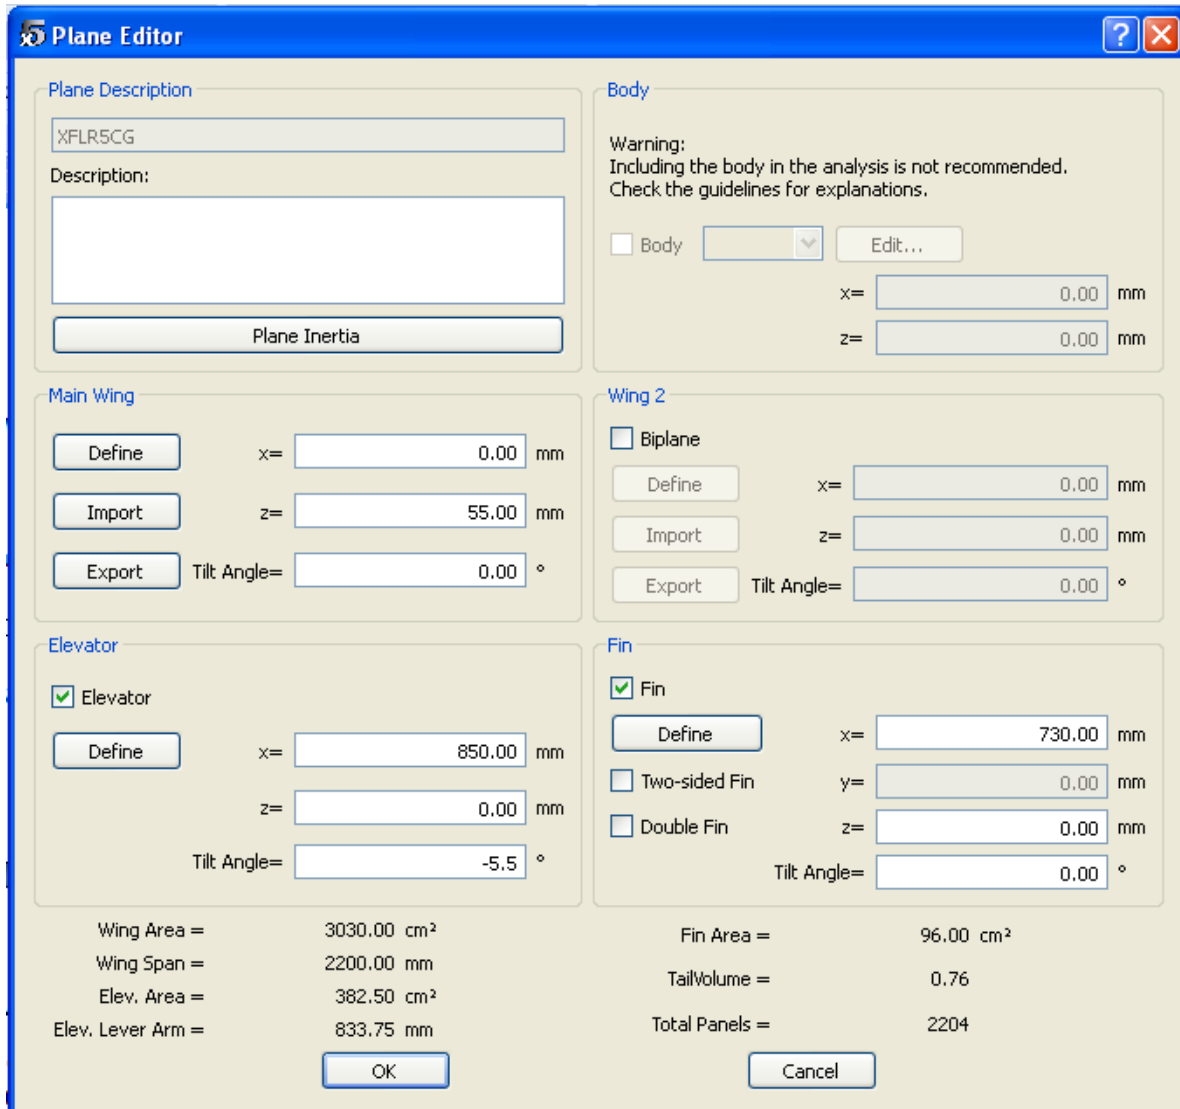 Plane Editor
Plane Description
XFLR5CG
Description:
Plane Inertia
Body
Warning:
Including the body in the analysis is not recommended.
Check the guidelines for explanations.
Body
Edit...
x= 0.00 mm
z= 0.00 mm
Main Wing
Define x= 0.00 mm
Import z= 55.00 mm
Export Tilt Angle= 0.00 °
Wing 2
Biplane
Define x= 0.00 mm
Import z= 0.00 mm
Export Tilt Angle= 0.00 °
Elevator
Elevator
Define x= 850.00 mm
z= 0.00 mm
Tilt Angle= -5.5 °
Fin
Fin
Define x= 730.00 mm
Two-sided Fin y= 0.00 mm
Double Fin z= 0.00 mm
Tilt Angle= 0.00 °
Wing Area = 3030.00 cm²
Wing Span = 2200.00 mm
Elev. Area = 382.50 cm²
Elev. Lever Arm = 833.75 mm
Fin Area = 96.00 cm²
TailVolume = 0.76
Total Panels = 2204
OK
Cancel